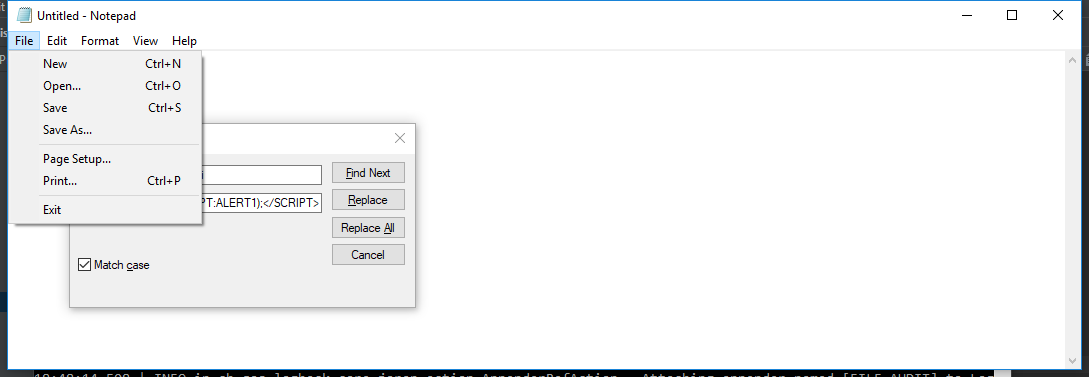 Untitled - Notepad
File Edit Format View Help
New Ctrl+N
Open... Ctrl+O
Save Ctrl+S
Save As...
Page Setup...
Print... Ctrl+P
Exit
Find Next
PT:ALERT1);</SCRIPT>
Replace
Replace All
Cancel
Match case